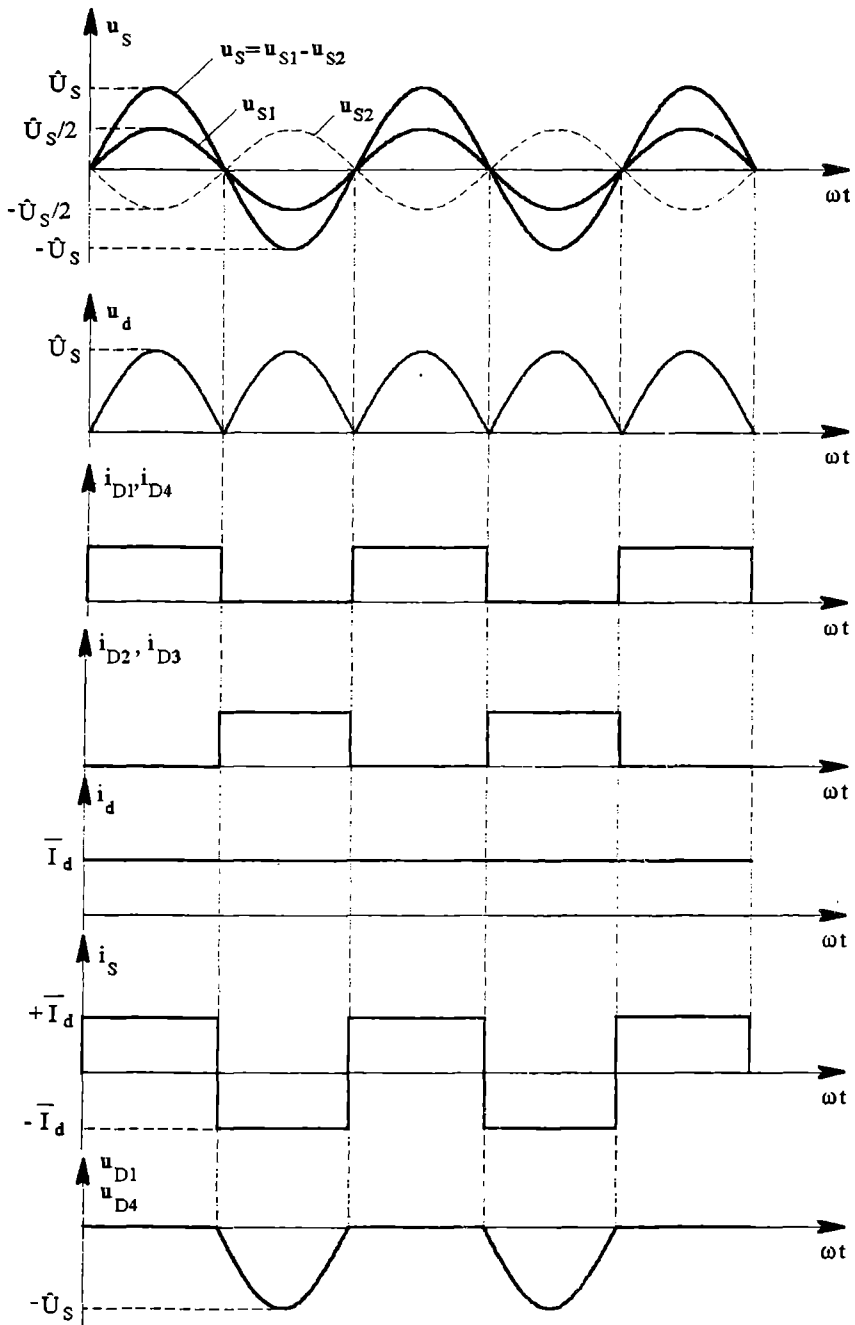 u_S
u_S=u_S1-u_S2
Û_S
u_S1
u_S2
Û_S/2
ωt
-Û_S/2
-Û_S
u_d
Û_S
ωt
i_D1,i_D4
ωt
i_D2 , i_D3
ωt
i_d
Ī_d
ωt
i_S
+Ī_d
ωt
-Ī_d
u_D1
u_D4
ωt
-Û_S